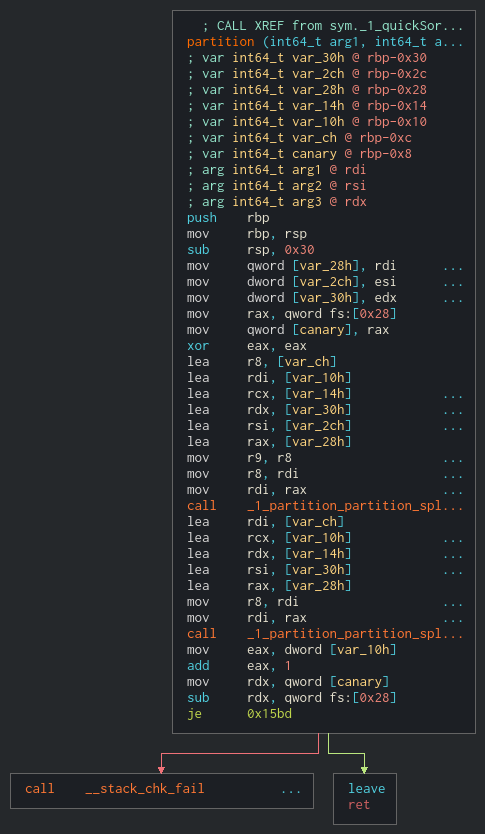 ; CALL XREF from sym._1_quickSor...
partition (int64_t arg1, int64_t a...
; var int64_t var_30h @ rbp-0x30
; var int64_t var_2ch @ rbp-0x2c
; var int64_t var_28h @ rbp-0x28
; var int64_t var_14h @ rbp-0x14
; var int64_t var_10h @ rbp-0x10
; var int64_t var_ch @ rbp-0xc
; var int64_t canary @ rbp-0x8
; arg int64_t arg1 @ rdi
; arg int64_t arg2 @ rsi
; arg int64_t arg3 @ rdx
push rbp
mov rbp, rsp
sub rsp, 0x30
mov qword [var_28h], rdi ...
mov dword [var_2ch], esi ...
mov dword [var_30h], edx ...
mov rax, qword fs:[0x28]
mov qword [canary], rax
xor eax, eax
lea r8, [var_ch]
lea rdi, [var_10h]
lea rcx, [var_14h] ...
lea rdx, [var_30h] ...
lea rsi, [var_2ch] ...
lea rax, [var_28h] ...
mov r9, r8 ...
mov r8, rdi ...
mov rdi, rax ...
call _1_partition_partition_spl...
lea rdi, [var_ch]
lea rcx, [var_10h] ...
lea rdx, [var_14h] ...
lea rsi, [var_30h] ...
lea rax, [var_28h] ...
mov r8, rdi ...
mov rdi, rax ...
call _1_partition_partition_spl...
mov eax, dword [var_10h]
add eax, 1
mov rdx, qword [canary]
sub rdx, qword fs:[0x28]
je 0x15bd
call __stack_chk_fail ...
leave
ret